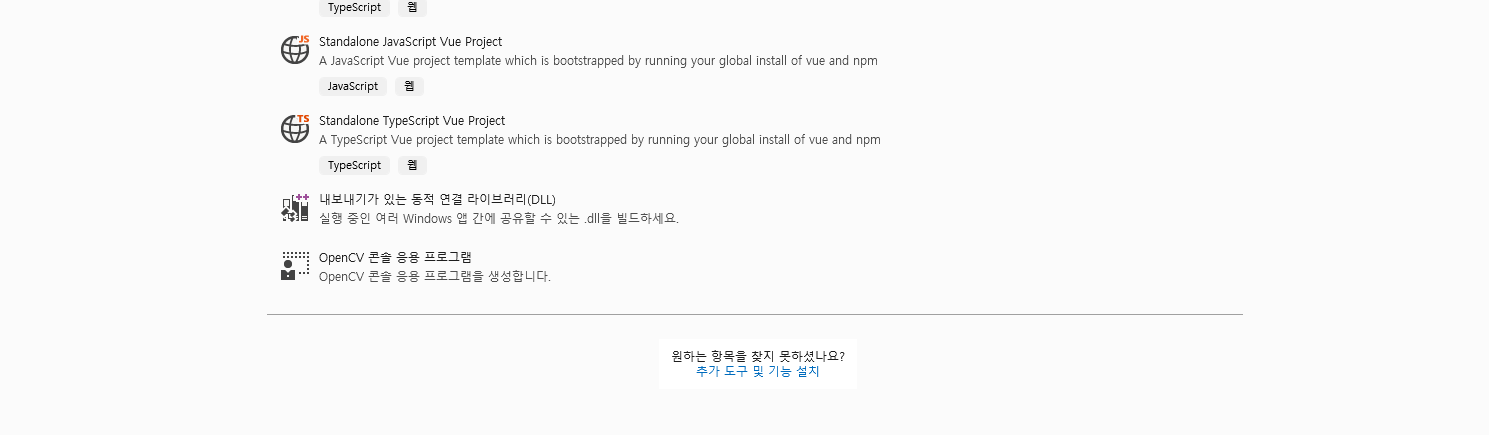 TypeScript 웹
JS
Standalone JavaScript Vue Project
A JavaScript Vue project template which is bootstrapped by running your global install of vue and npm
JavaScript 웹
TS
Standalone TypeScript Vue Project
A TypeScript Vue project template which is bootstrapped by running your global install of vue and npm
TypeScript 웹
++
내보내기가 있는 동적 연결 라이브러리(DLL)
실행 중인 여러 Windows 앱 간에 공유할 수 있는 .dll을 빌드하세요.
OpenCV 콘솔 응용 프로그램
OpenCV 콘솔 응용 프로그램을 생성합니다.
원하는 항목을 찾지 못하셨나요?
추가 도구 및 기능 설치